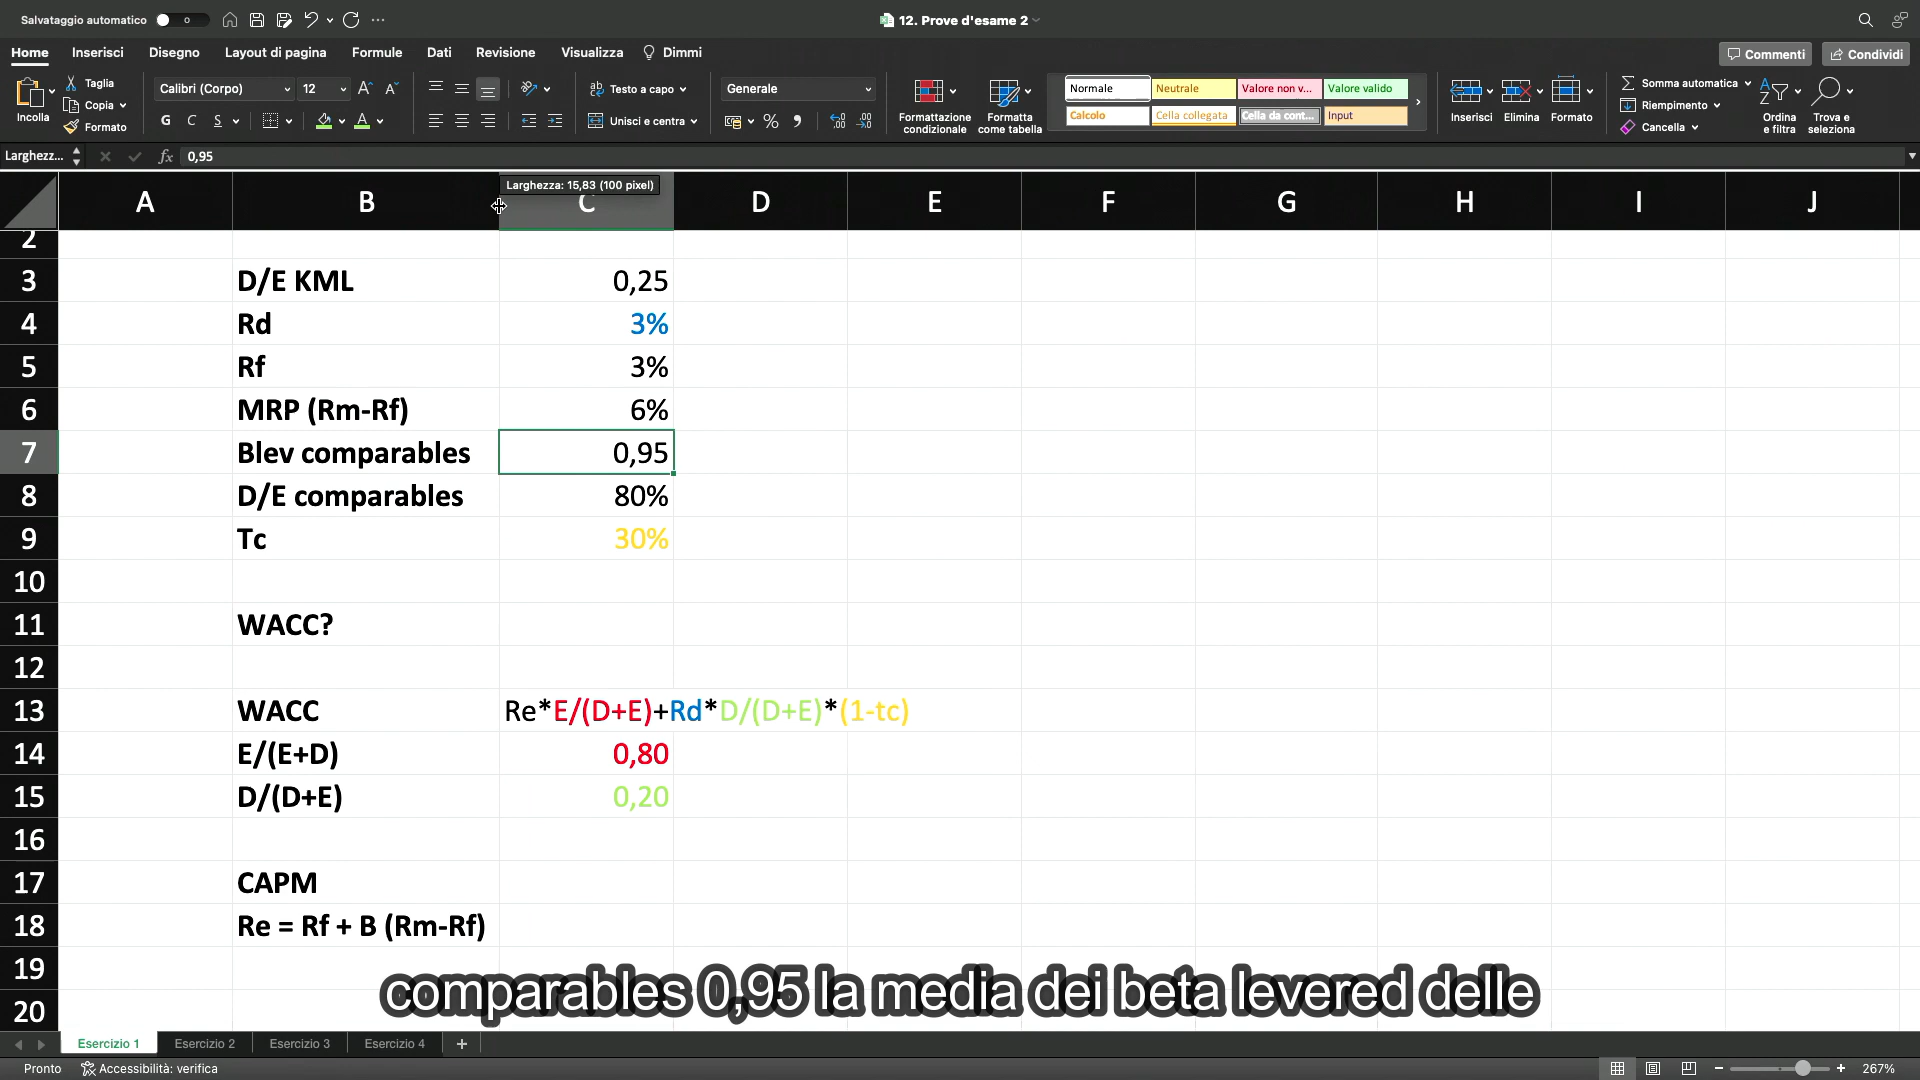 Salvataggio automatico
12. Prove d'esame 2
Home Inserisci Disegno Layout di pagina Formule Dati Revisione Visualizza Dimmi Commenti Condividi
Incolla
Taglia
Copia
Formato
Calibri (Corpo) 12
G C S
Testo a capo
Unisci e centra
Generale
Formattazione condizionale
Formatta come tabella
Normale Neutrale Valore non v... Valore valido
Calcolo Cella collegata Cella da cont... Input
Inserisci Elimina Formato
Somma automatica
Riempimento
Cancella
Ordina e filtra
Trova e seleziona
Larghezz... fx 0,95
Larghezza: 15,83 (100 pixel)
A B C D E F G H I J
2
3 D/E KML 0,25
4 Rd 3%
5 Rf 3%
6 MRP (Rm-Rf) 6%
7 Blev comparables 0,95
8 D/E comparables 80%
9 Tc 30%
10
11 WACC?
12
13 WACC Re*E/(D+E)+Rd*D/(D+E)*(1-tc)
14 E/(E+D) 0,80
15 D/(D+E) 0,20
16
17 CAPM
18 Re = Rf + B (Rm-Rf)
19
comparables 0,95 la media dei beta levered delle
20
Esercizio 1 Esercizio 2 Esercizio 3 Esercizio 4 +
Pronto Accessibilità: verifica 267%